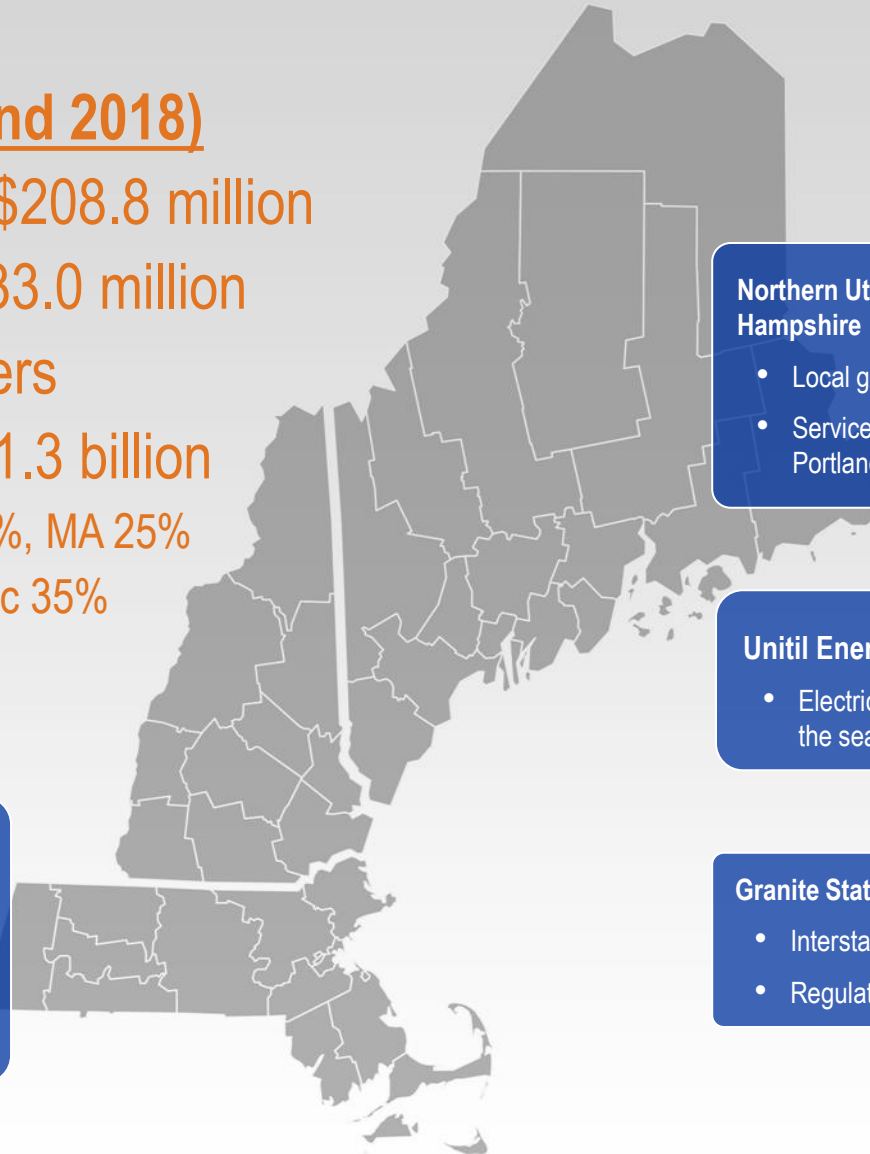 nd 2018)
$208.8 million
33.0 million
ers
1.3 billion
%, MA 25%
c 35%
Northern Ut
Hampshire
• Local g
• Service
Portlan
Unitil Ener
• Electric
the sea
Granite Stat
• Intersta
• Regulat